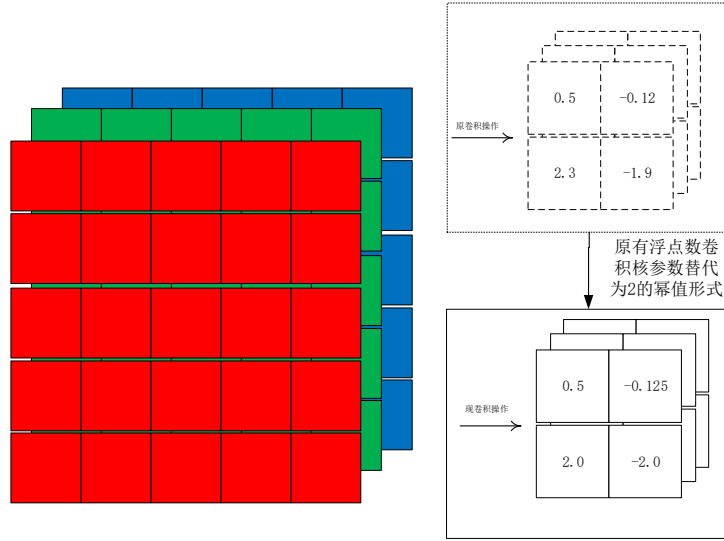 0.5 -0.12
原卷积操作
2.3 -1.9
原有浮点数卷
积核参数替代
为2的幂值形式
0.5 -0.125
现卷积操作
2.0 -2.0